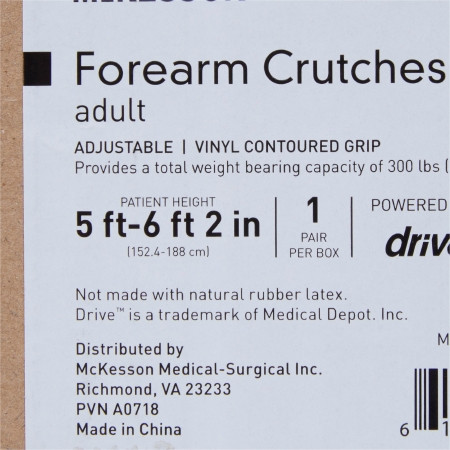 McKESSON
Forearm Crutches
adult
ADJUSTABLE | VINYL CONTOURED GRIP
Provides a total weight bearing capacity of 300 lbs (
PATIENT HEIGHT
5 ft-6 ft 2 in
(152.4-188 cm)
1
PAIR
PER BOX
POWERED
drive
Not made with natural rubber latex.
Drive™ is a trademark of Medical Depot. Inc.
Distributed by
McKesson Medical-Surgical Inc.
Richmond, VA 23233
PVN A0718
Made in China
M
6 1